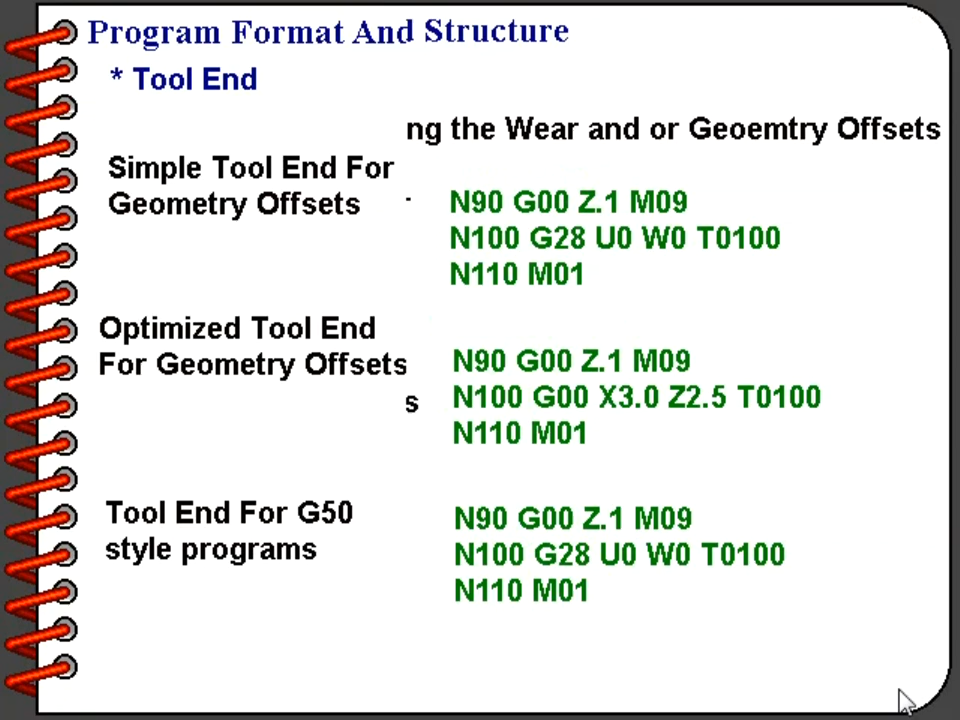 Program Format And Structure
* Tool End
ng the Wear and or Geoemtry Offsets
Simple Tool End For
Geometry Offsets
N90 G00 Z.1 M09
N100 G28 U0 W0 T0100
N110 M01
Optimized Tool End
For Geometry Offsets
s
N90 G00 Z.1 M09
N100 G00 X3.0 Z2.5 T0100
N110 M01
Tool End For G50
style programs
N90 G00 Z.1 M09
N100 G28 U0 W0 T0100
N110 M01